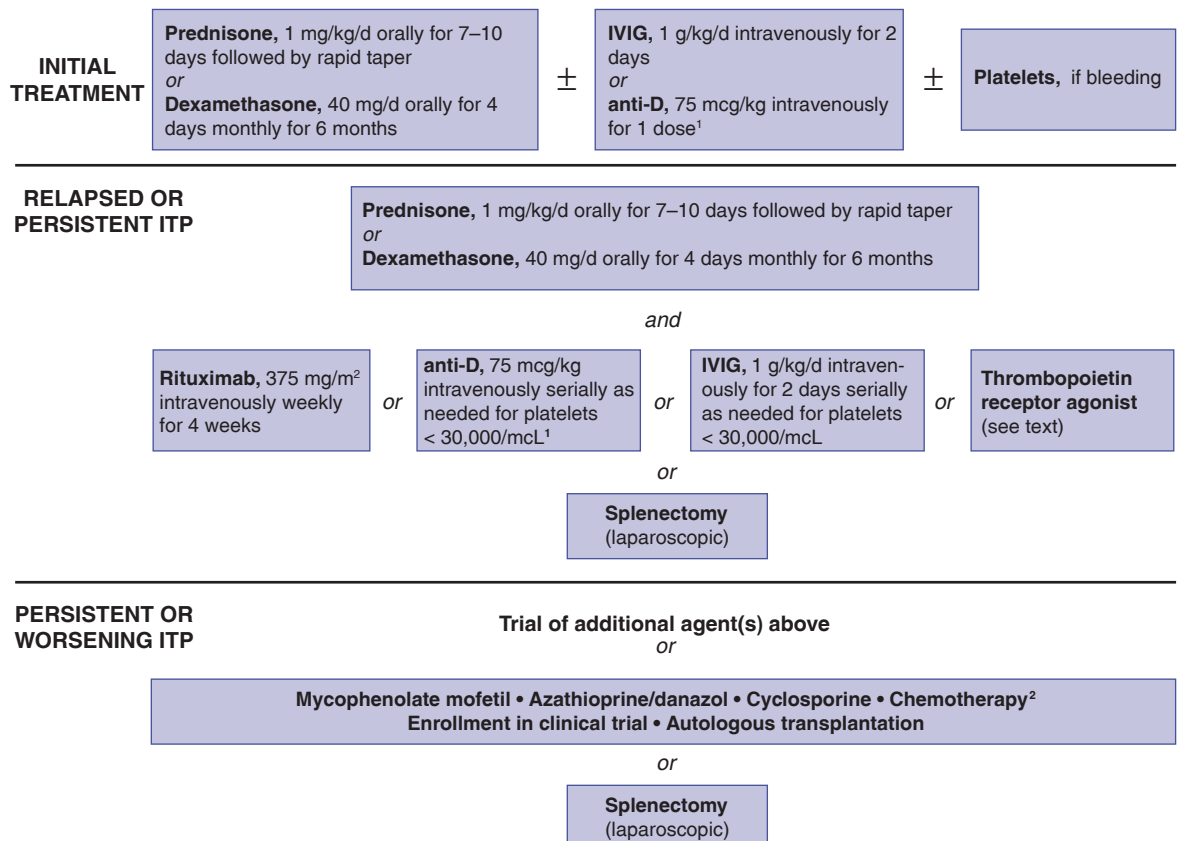 INITIAL
TREATMENT
Prednisone, 1 mg/kg/d orally for 7–10
days followed by rapid taper
or
Dexamethasone, 40 mg/d orally for 4
days monthly for 6 months
±
IVIG, 1 g/kg/d intravenously for 2
days
or
anti-D, 75 mcg/kg intravenously
for 1 dose¹
±
Platelets, if bleeding
RELAPSED OR
PERSISTENT ITP
Prednisone, 1 mg/kg/d orally for 7–10 days followed by rapid taper
or
Dexamethasone, 40 mg/d orally for 4 days monthly for 6 months
and
Rituximab, 375 mg/m²
intravenously weekly
for 4 weeks
or
anti-D, 75 mcg/kg
intravenously serially as
needed for platelets
< 30,000/mcL¹
or
IVIG, 1 g/kg/d intraven-
ously for 2 days serially
as needed for platelets
< 30,000/mcL
or
Thrombopoietin
receptor agonist
(see text)
or
Splenectomy
(laparoscopic)
PERSISTENT OR
WORSENING ITP
Trial of additional agent(s) above
or
Mycophenolate mofetil • Azathioprine/danazol • Cyclosporine • Chemotherapy²
Enrollment in clinical trial • Autologous transplantation
or
Splenectomy
(laparoscopic)